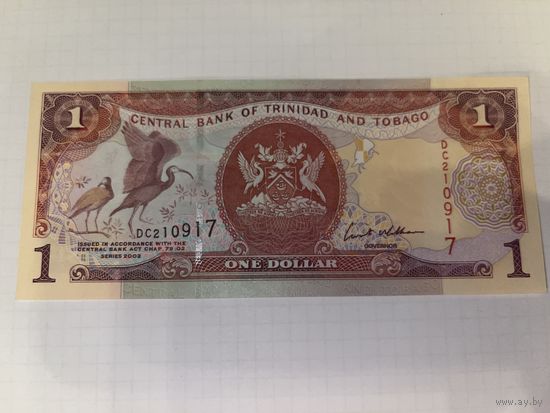 1 1
CENTRAL BANK OF TRINIDAD AND TOBAGO
DC210917
DC210917
ISSUED IN ACCORDANCE WITH THE
CENTRAL BANK ACT CHAP. 79:02
SERIES 2002
GOVERNOR
1 ONE DOLLAR 1
www.ay.by